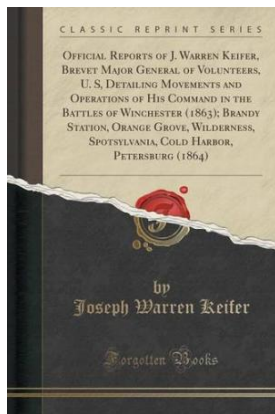 CLASSIC REPRINT SERIES
Official Reports of J. Warren Keifer,
Brevet Major General of Volunteers,
U. S, Detailing Movements and
Operations of His Command in the
Battles of Winchester (1863); Brandy
Station, Orange Grove, Wilderness,
Spotsylvania, Cold Harbor,
Petersburg (1864)
by
Joseph Warren Keifer
Forgotten Books